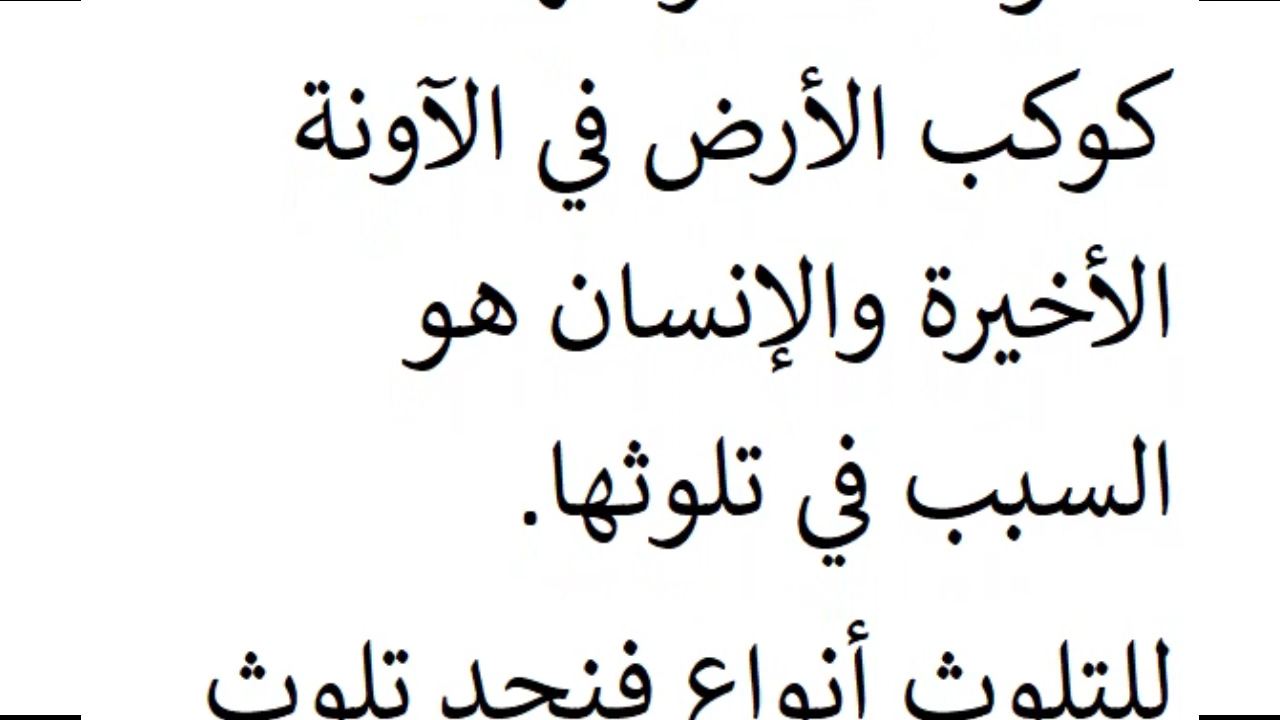 كوكب الأرض في الآونة
الأخيرة والإنسان هو
السبب في تلوثها.
للتلوث أنواع فنجد تلوث